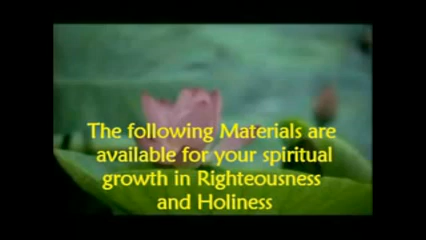 The following Materials are
available for your spiritual
growth in Righteousness
and Holiness